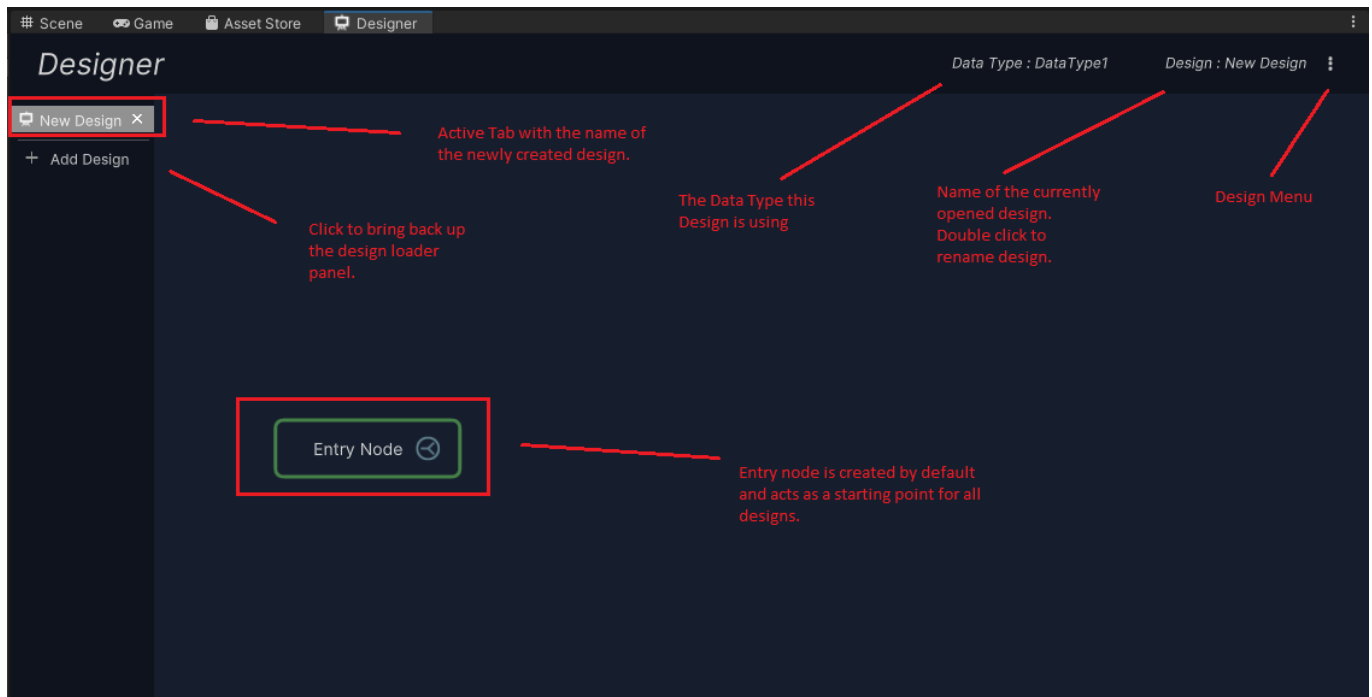 Scene
Game
Asset Store
Designer
Designer
Data Type : DataType1
Design : New Design
New Design
Add Design
Active Tab with the name of
the newly created design.
Click to bring back up
the design loader
panel.
The Data Type this
Design is using
Name of the currently
opened design.
Double click to
rename design.
Design Menu
Entry Node
Entry node is created by default
and acts as a starting point for all
designs.